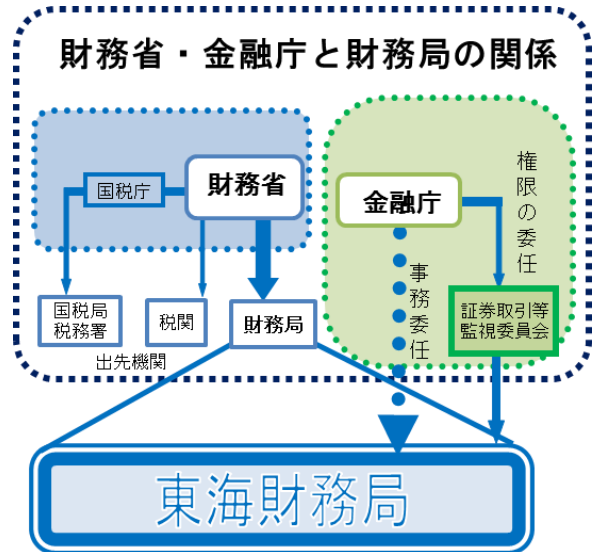 財務省・金融庁と財務局の関係
国税庁
財務省
金融庁
権限の委任
事務委任
国税局
税務署
税関
財務局
証券取引等
監視委員会
出先機関
東海財務局